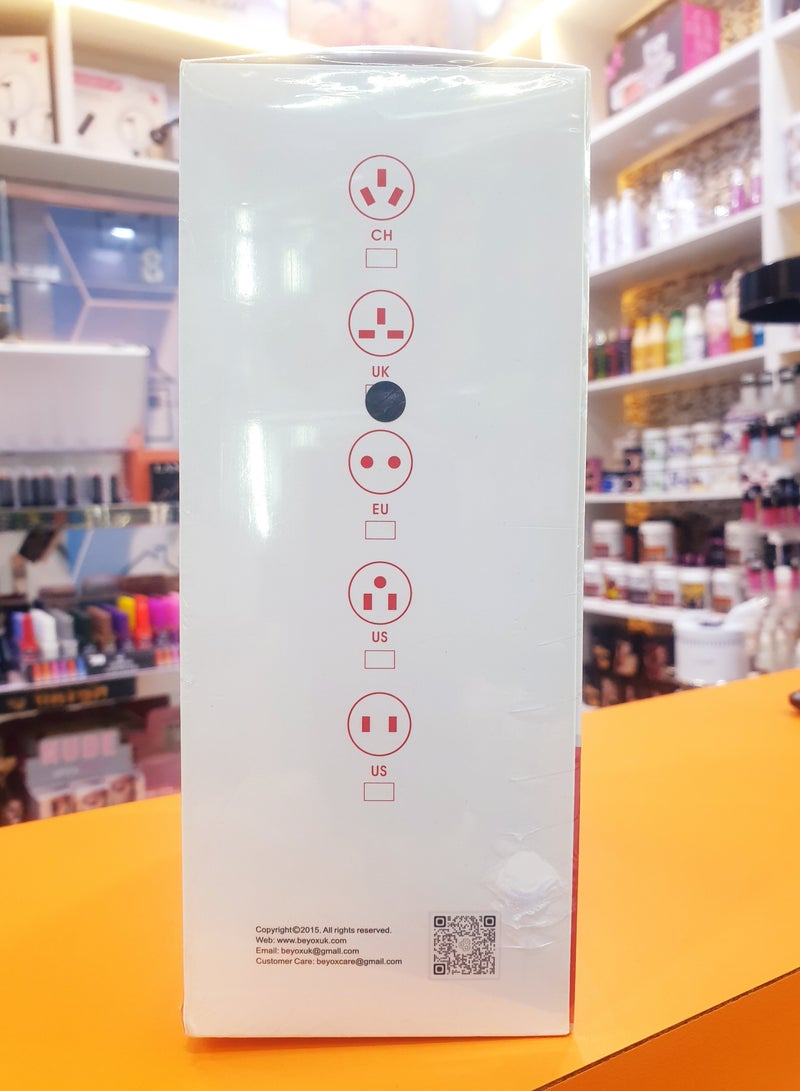 CH
UK
EU
US
US
Copyright©2015. All rights reserved.
Web: www.beyoxuk.com
Email: beyoxuk@gmail.com
Customer Care: beyoxcare@gmail.com